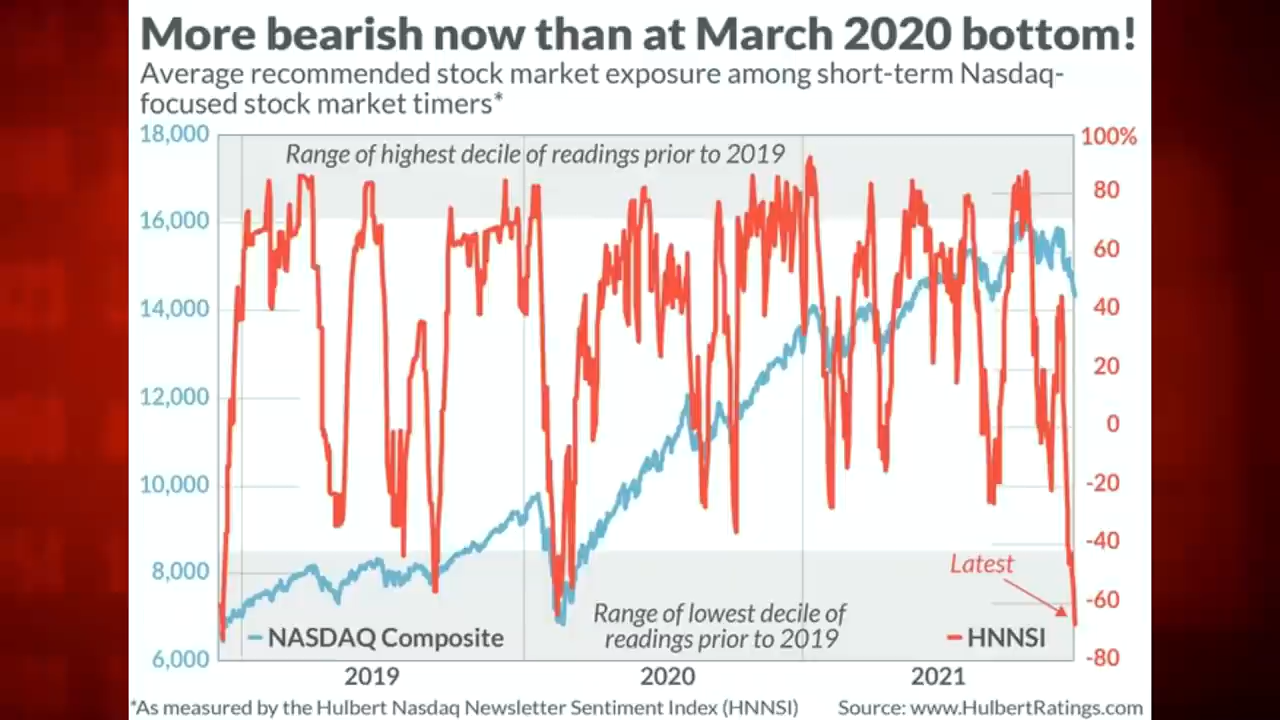 More bearish now than at March 2020 bottom!
Average recommended stock market exposure among short-term Nasdaq-
focused stock market timers*
18,000
100%
Range of highest decile of readings prior to 2019
80
16,000
60
14,000
40
20
12,000
0
10,000
-20
-40
Latest
8,000
-60
Range of lowest decile of
readings prior to 2019
NASDAQ Composite
HNNSI
6,000
-80
2019
2020
2021
*As measured by the Hulbert Nasdaq Newsletter Sentiment Index (HNNSI)
Source: www.HulbertRatings.com